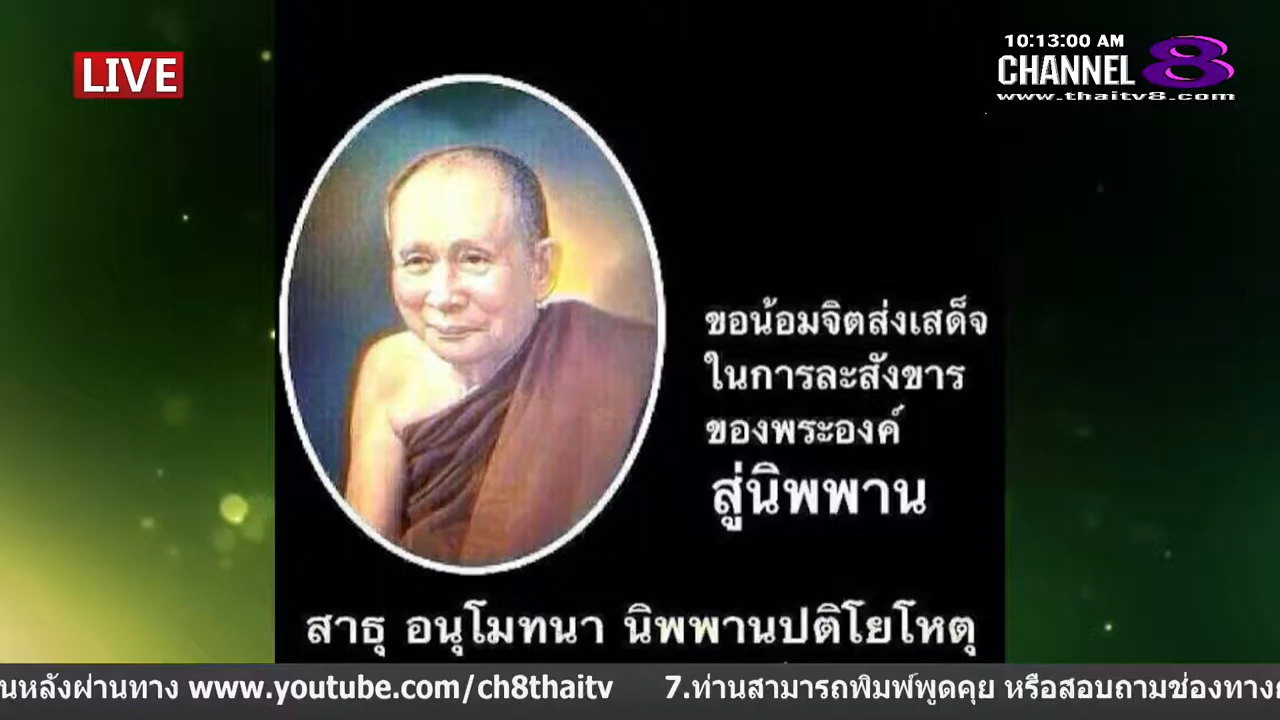 LIVE
10:13:00 AM
CHANNEL 8
www.thaitv8.com
ขอน้อมจิตส่งเสด็จ
ในการละสังขาร
ของพระองค์
สู่นิพพาน
สาธุ อนุโมทนา นิพพานปติโยโหตุ
นหลังผ่านทาง www.youtube.com/ch8thaitv 7.ท่านสามารถพิมพ์พูดคุย หรือสอบถามช่องทาง